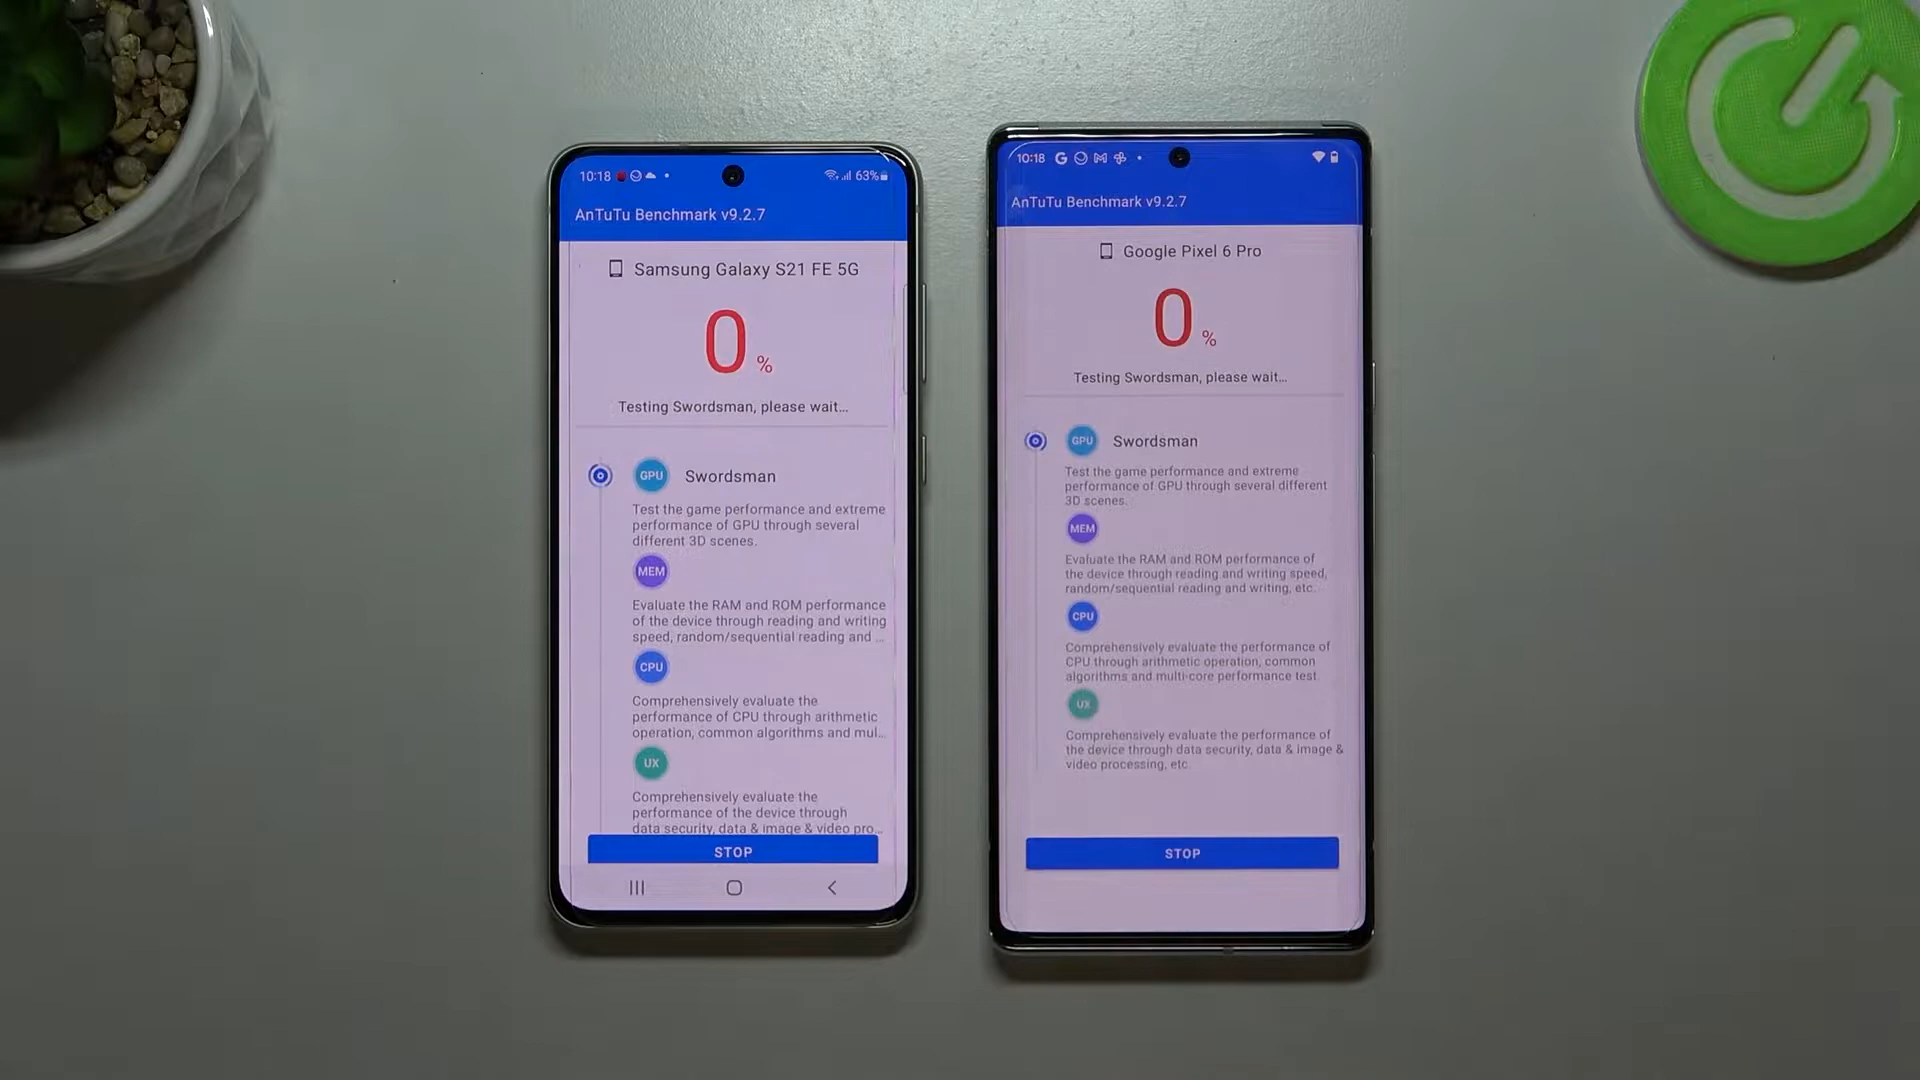 10:18
63%
AnTuTu Benchmark v9.2.7
Samsung Galaxy S21 FE 5G
0 %
Testing Swordsman, please wait...
GPU Swordsman
Test the game performance and extreme
performance of GPU through several
different 3D scenes.
MEM
Evaluate the RAM and ROM performance
of the device through reading and writing
speed, random/sequential reading and ...
CPU
Comprehensively evaluate the
performance of CPU through arithmetic
operation, common algorithms and mul...
UX
Comprehensively evaluate the
performance of the device through
data security, data & image & video pro...
STOP
10:18 G M
AnTuTu Benchmark v9.2.7
Google Pixel 6 Pro
0 %
Testing Swordsman, please wait...
GPU Swordsman
Test the game performance and extreme
performance of GPU through several different
3D scenes.
MEM
Evaluate the RAM and ROM performance of
the device through reading and writing speed,
random/sequential reading and writing, etc.
CPU
Comprehensively evaluate the performance of
CPU through arithmetic operation, common
algorithms and multi-core performance test
UX
Comprehensively evaluate the performance of
the device through data security, data & image &
video processing, etc
STOP